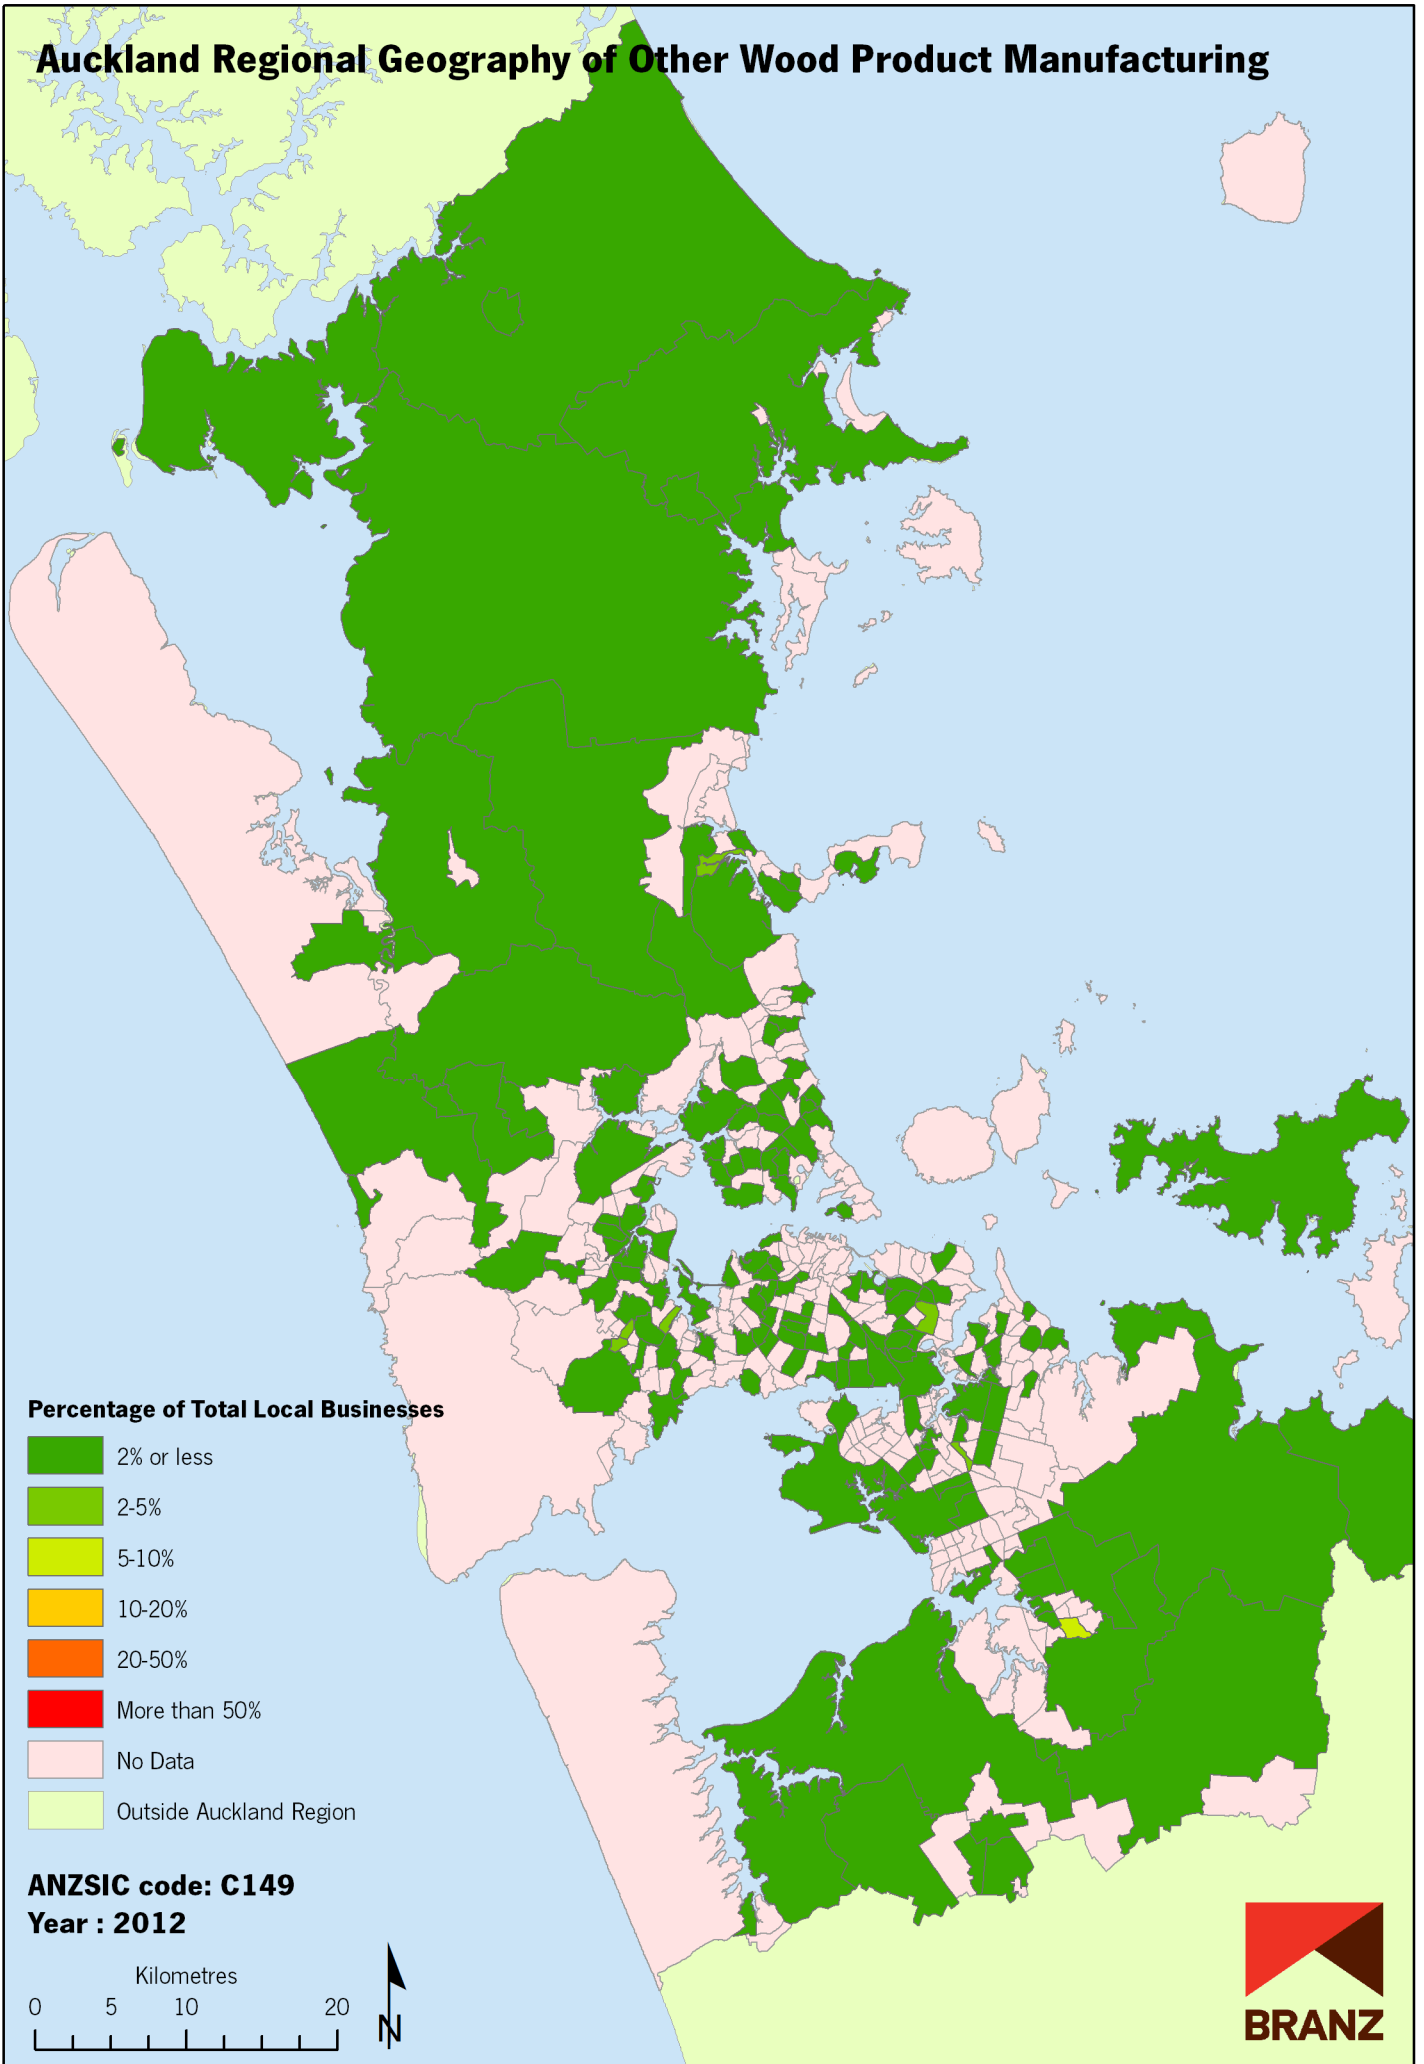 Auckland Regional Geography of Other Wood Product Manufacturing
Percentage of Total Local Businesses
2% or less
2-5%
5-10%
10-20%
20-50%
More than 50%
No Data
Outside Auckland Region
ANZSIC code: C149
Year : 2012
Kilometres
0 5 10 20
N
BRANZ